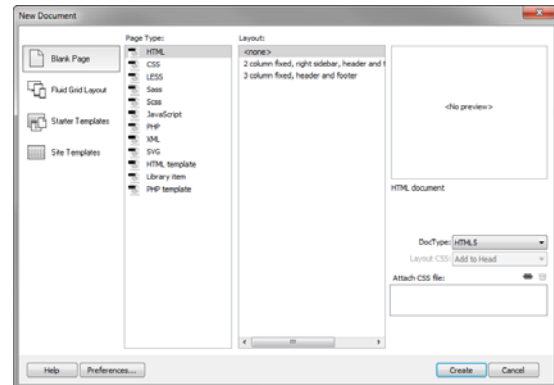 New Document
Blank Page
Fluid Grid Layout
Starter Templates
Site Templates
Page Type:
HTML
CSS
LESS
Sass
Scss
JavaScript
PHP
XML
SVG
HTML template
Library item
PHP template
Layout:
<none>
2 column fixed, right sidebar, header and f
3 column fixed, header and footer
<No preview>
HTML document
DocType: HTML5
Layout CSS: Add to Head
Attach CSS file:
Help
Preferences...
Create
Cancel